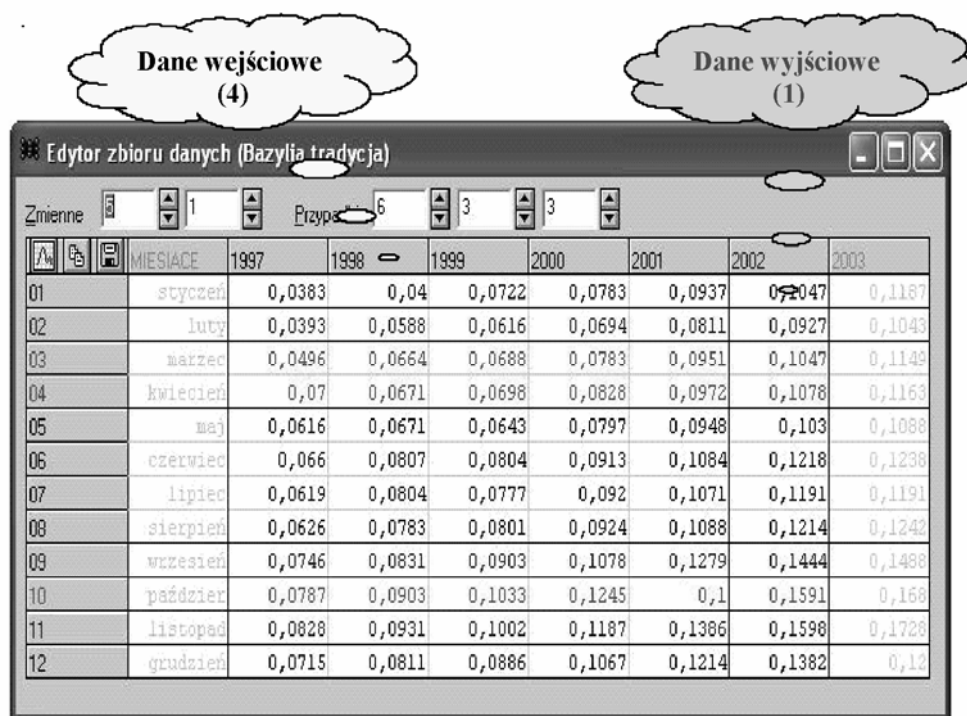 Dane wejściowe
(4)
Dane wyjściowe
(1)
Edytor zbioru danych (Bazylia tradycja)
Zmienne 1 6 3 3
MIESIACE 1997 1998 1999 2000 2001 2002 2003
01 styczeń 0,0383 0,04 0,0722 0,0783 0,0937 0,1047 0,1187
02 luty 0,0393 0,0588 0,0616 0,0694 0,0811 0,0927 0,1043
03 marzec 0,0496 0,0664 0,0688 0,0783 0,0951 0,1047 0,1149
04 kwiecień 0,07 0,0671 0,0698 0,0828 0,0972 0,1078 0,1163
05 maj 0,0616 0,0671 0,0643 0,0797 0,0948 0,103 0,1088
06 czerwiec 0,066 0,0807 0,0804 0,0913 0,1084 0,1218 0,1238
07 lipiec 0,0619 0,0804 0,0777 0,092 0,1071 0,1191 0,1191
08 sierpień 0,0626 0,0783 0,0801 0,0924 0,1088 0,1214 0,1242
09 wrzesień 0,0746 0,0831 0,0903 0,1078 0,1279 0,1444 0,1488
10 paździer 0,0787 0,0903 0,1033 0,1245 0,1 0,1591 0,168
11 listopad 0,0828 0,0931 0,1002 0,1187 0,1386 0,1598 0,1728
12 grudzień 0,0715 0,0811 0,0886 0,1067 0,1214 0,1382 0,12